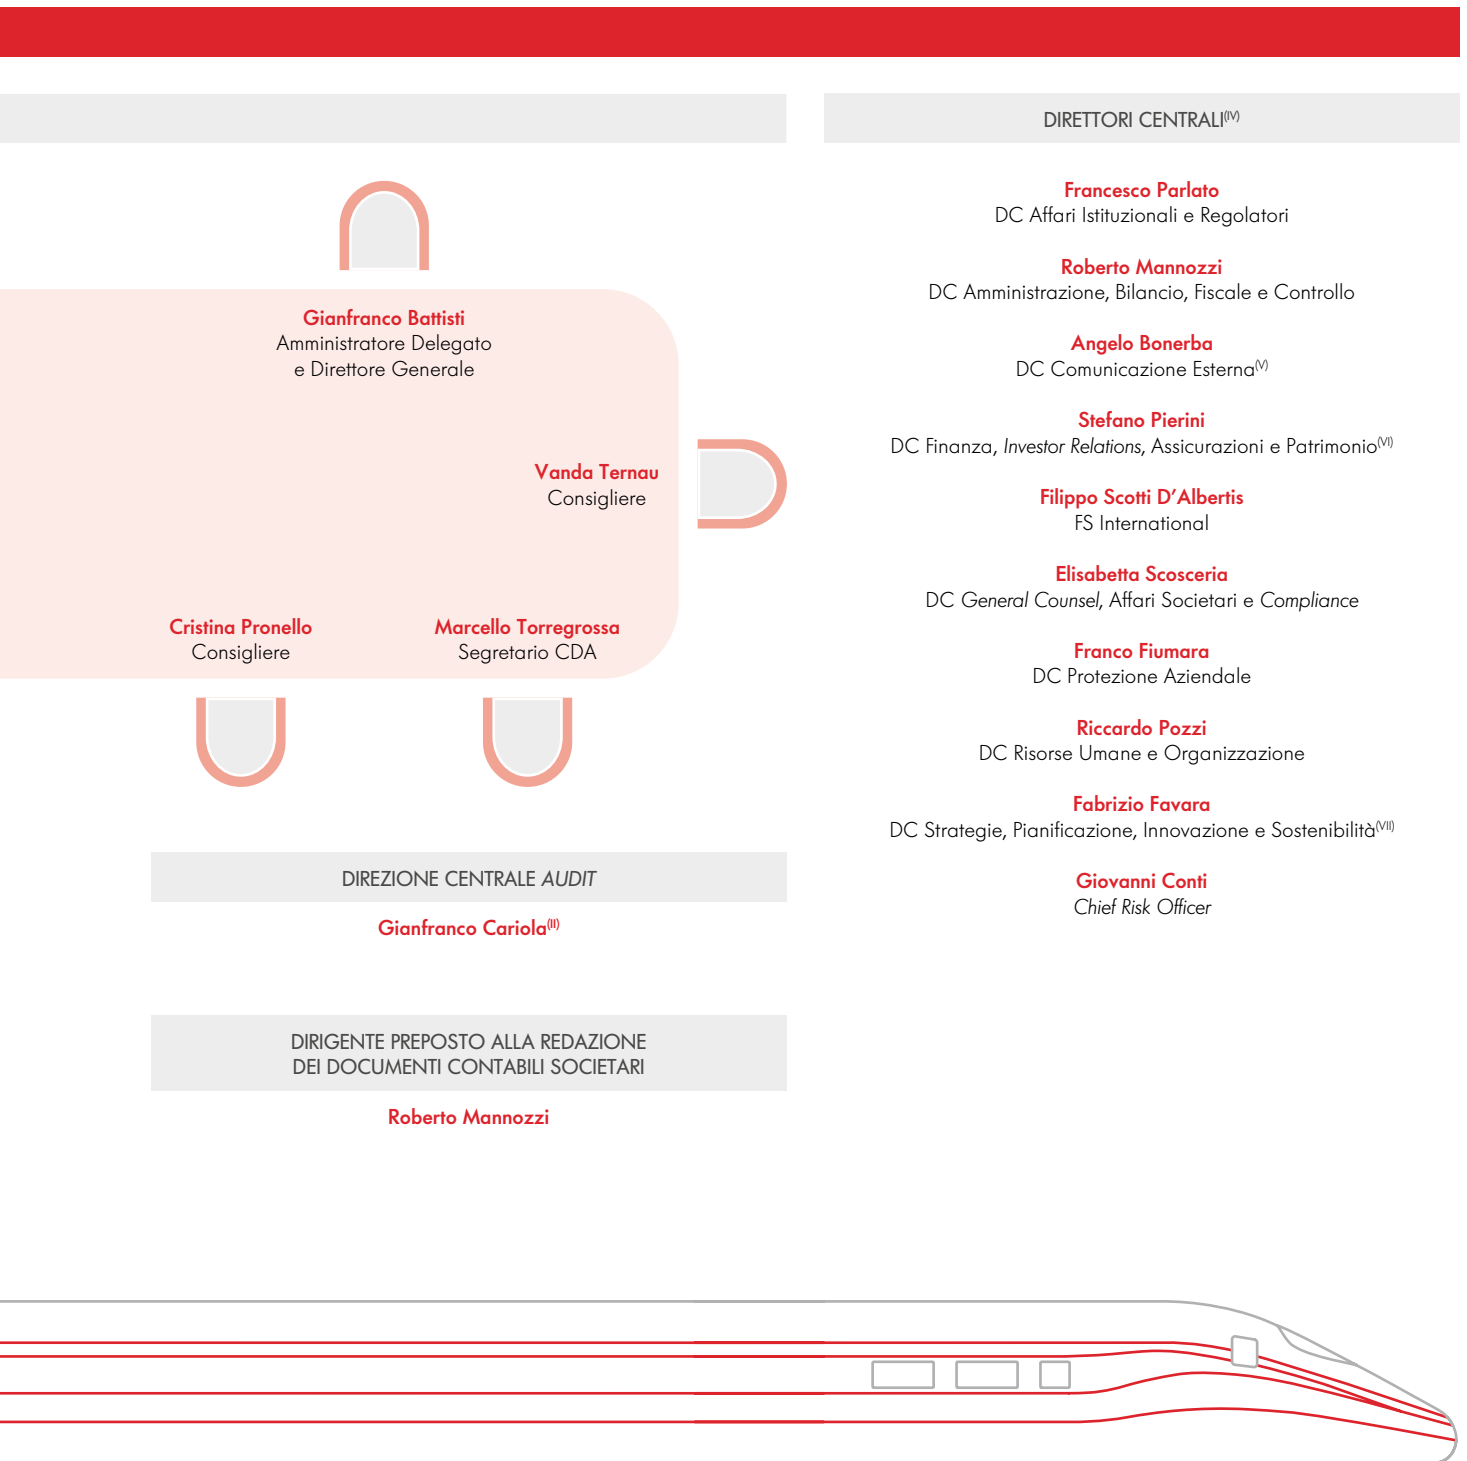 Gianfranco Battisti
Amministratore Delegato
e Direttore Generale
Vanda Ternau
Consigliere
Cristina Pronello
Consigliere
Marcello Torregrossa
Segretario CDA
DIREZIONE CENTRALE AUDIT
Gianfranco Cariola(II)
DIRIGENTE PREPOSTO ALLA REDAZIONE
DEI DOCUMENTI CONTABILI SOCIETARI
Roberto Mannozzi
DIRETTORI CENTRALI(IV)
Francesco Parlato
DC Affari Istituzionali e Regolatori
Roberto Mannozzi
DC Amministrazione, Bilancio, Fiscale e Controllo
Angelo Bonerba
DC Comunicazione Esterna(V)
Stefano Pierini
DC Finanza, Investor Relations, Assicurazioni e Patrimonio(VI)
Filippo Scotti D’Albertis
FS International
Elisabetta Scosceria
DC General Counsel, Affari Societari e Compliance
Franco Fiumara
DC Protezione Aziendale
Riccardo Pozzi
DC Risorse Umane e Organizzazione
Fabrizio Favara
DC Strategie, Pianificazione, Innovazione e Sostenibilità(VII)
Giovanni Conti
Chief Risk Officer